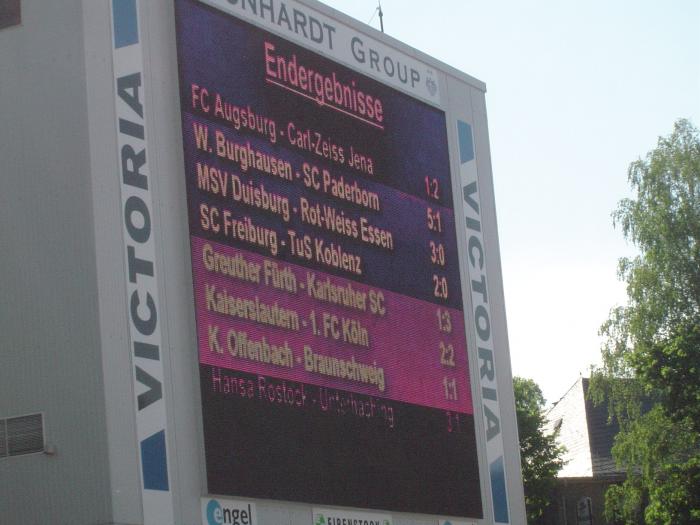 ONHARDT GROUP
Endergebnisse
FC Augsburg - Carl-Zeiss Jena 1:2
W. Burghausen - SC Paderborn 5:1
MSV Duisburg - Rot-Weiss Essen 3:0
SC Freiburg - TuS Koblenz 2:0
Greuther Fürth - Karlsruher SC 1:3
Kaiserslautern - 1. FC Köln 2:2
K. Offenbach - Braunschweig 1:1
Hansa Rostock - Unterhaching
VICTORIA
VICTORIA
engel
EIBENSTOCK